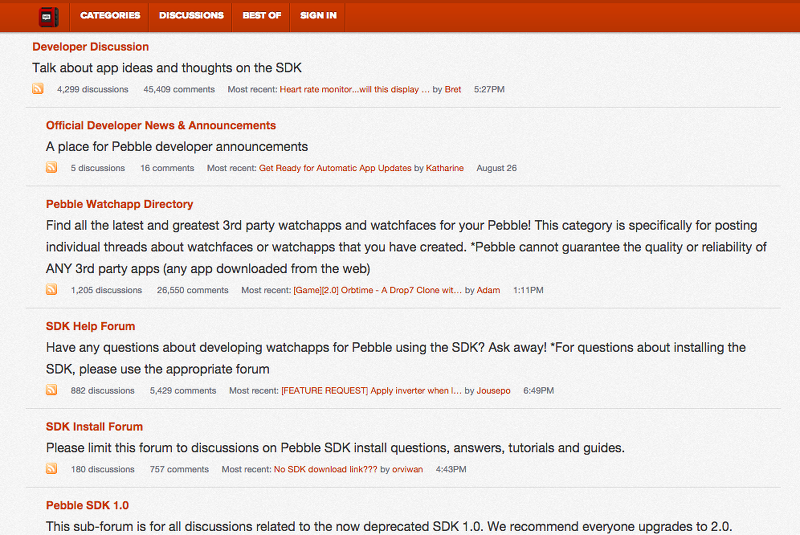 CATEGORIES DISCUSSIONS BEST OF SIGN IN
Developer Discussion
Talk about app ideas and thoughts on the SDK
4,299 discussions 45,409 comments Most recent: Heart rate monitor...will this display … by Bret 5:27PM
Official Developer News & Announcements
A place for Pebble developer announcements
5 discussions 16 comments Most recent: Get Ready for Automatic App Updates by Katharine August 26
Pebble Watchapp Directory
Find all the latest and greatest 3rd party watchapps and watchfaces for your Pebble! This category is specifically for posting
individual threads about watchfaces or watchapps that you have created. *Pebble cannot guarantee the quality or reliability of
ANY 3rd party apps (any app downloaded from the web)
1,205 discussions 26,550 comments Most recent: [Game][2.0] Orbtime - A Drop7 Clone wit… by Adam 1:11PM
SDK Help Forum
Have any questions about developing watchapps for Pebble using the SDK? Ask away! *For questions about installing the
SDK, please use the appropriate forum
882 discussions 5,429 comments Most recent: [FEATURE REQUEST] Apply inverter when l… by Jousepo 6:49PM
SDK Install Forum
Please limit this forum to discussions on Pebble SDK install questions, answers, tutorials and guides.
180 discussions 757 comments Most recent: No SDK download link??? by orviwan 4:43PM
Pebble SDK 1.0
This sub-forum is for all discussions related to the now deprecated SDK 1.0. We recommend everyone upgrades to 2.0.